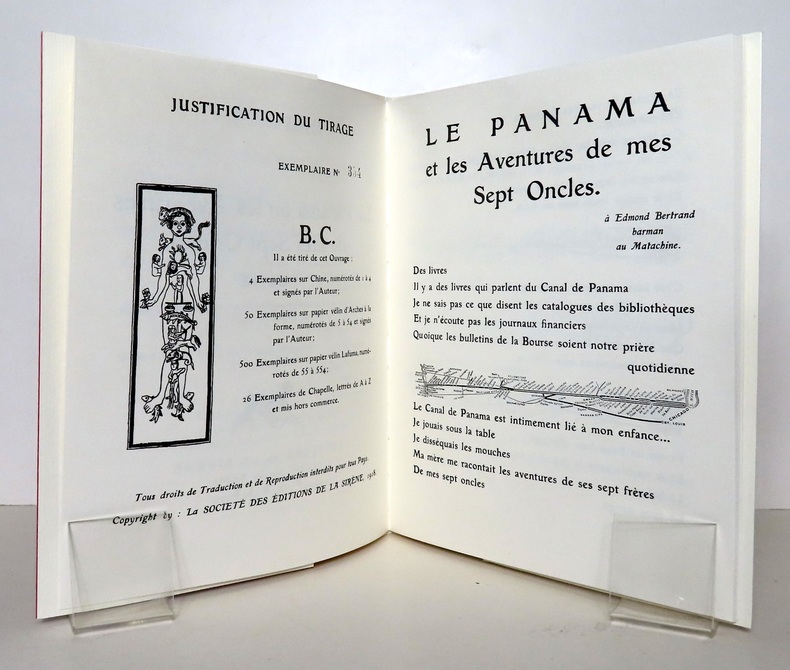 JUSTIFICATION DU TIRAGE
EXEMPLAIRE N° 334
B.C.
Il a été tiré de cet Ouvrage :
4 Exemplaires sur Chine, numérotés de 1 à 4
et signés par l'Auteur;
50 Exemplaires sur papier vélin d'Arches à la
forme, numérotés de 5 à 54 et signés
par l'Auteur;
500 Exemplaires sur papier vélin Lafuma, numé-
rotés de 55 à 554;
26 Exemplaires de Chapelle, lettrés de A à Z
et mis hors commerce.
Tous droits de Traduction et de Reproduction interdits pour tous Pays.
Copyright by : La SOCIETÉ DES ÉDITIONS DE LA SIRÈNE, 1918
LE PANAMA
et les Aventures de mes
Sept Oncles.
à Edmond Bertrand
barman
au Matachine.
Des livres
Il y a des livres qui parlent du Canal de Panama
Je ne sais pas ce que disent les catalogues des bibliothèques
Et je n'écoute pas les journaux financiers
Quoique les bulletins de la Bourse soient notre prière
quotidienne
CHICAGO
ST. LOUIS
Le Canal de Panama est intimement lié à mon enfance...
Je jouais sous la table
Je disséquais les mouches
Ma mère me racontait les aventures de ses sept frères
De mes sept oncles